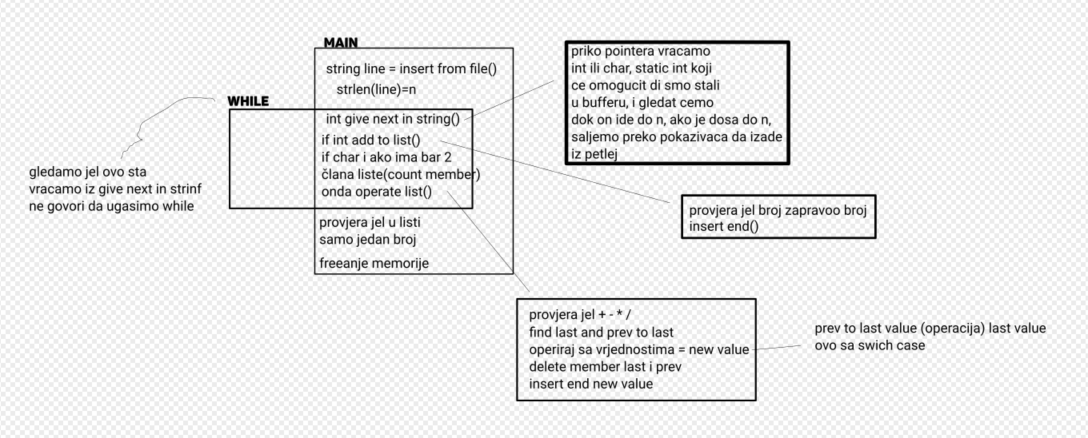 MAIN
string line = insert from file()
strlen(line)=n
WHILE
int give next in string()
if int add to list()
if char i ako ima bar 2
člana liste(count member)
onda operate list()
provjera jel u listi
samo jedan broj
freeanje memorije
gledamo jel ovo sta
vracamo iz give next in strinf
ne govori da ugasimo while
priko pointera vracamo
int ili char, static int koji
ce omogucit di smo stali
u bufferu, i gledat cemo
dok on ide do n, ako je dosa do n,
saljemo preko pokazivaca da izade
iz petlej
provjera jel broj zapravoo broj
insert end()
provjera jel + - * /
find last and prev to last
operiraj sa vrjednostima = new value
delete member last i prev
insert end new value
prev to last value (operacija) last value
ovo sa swich case